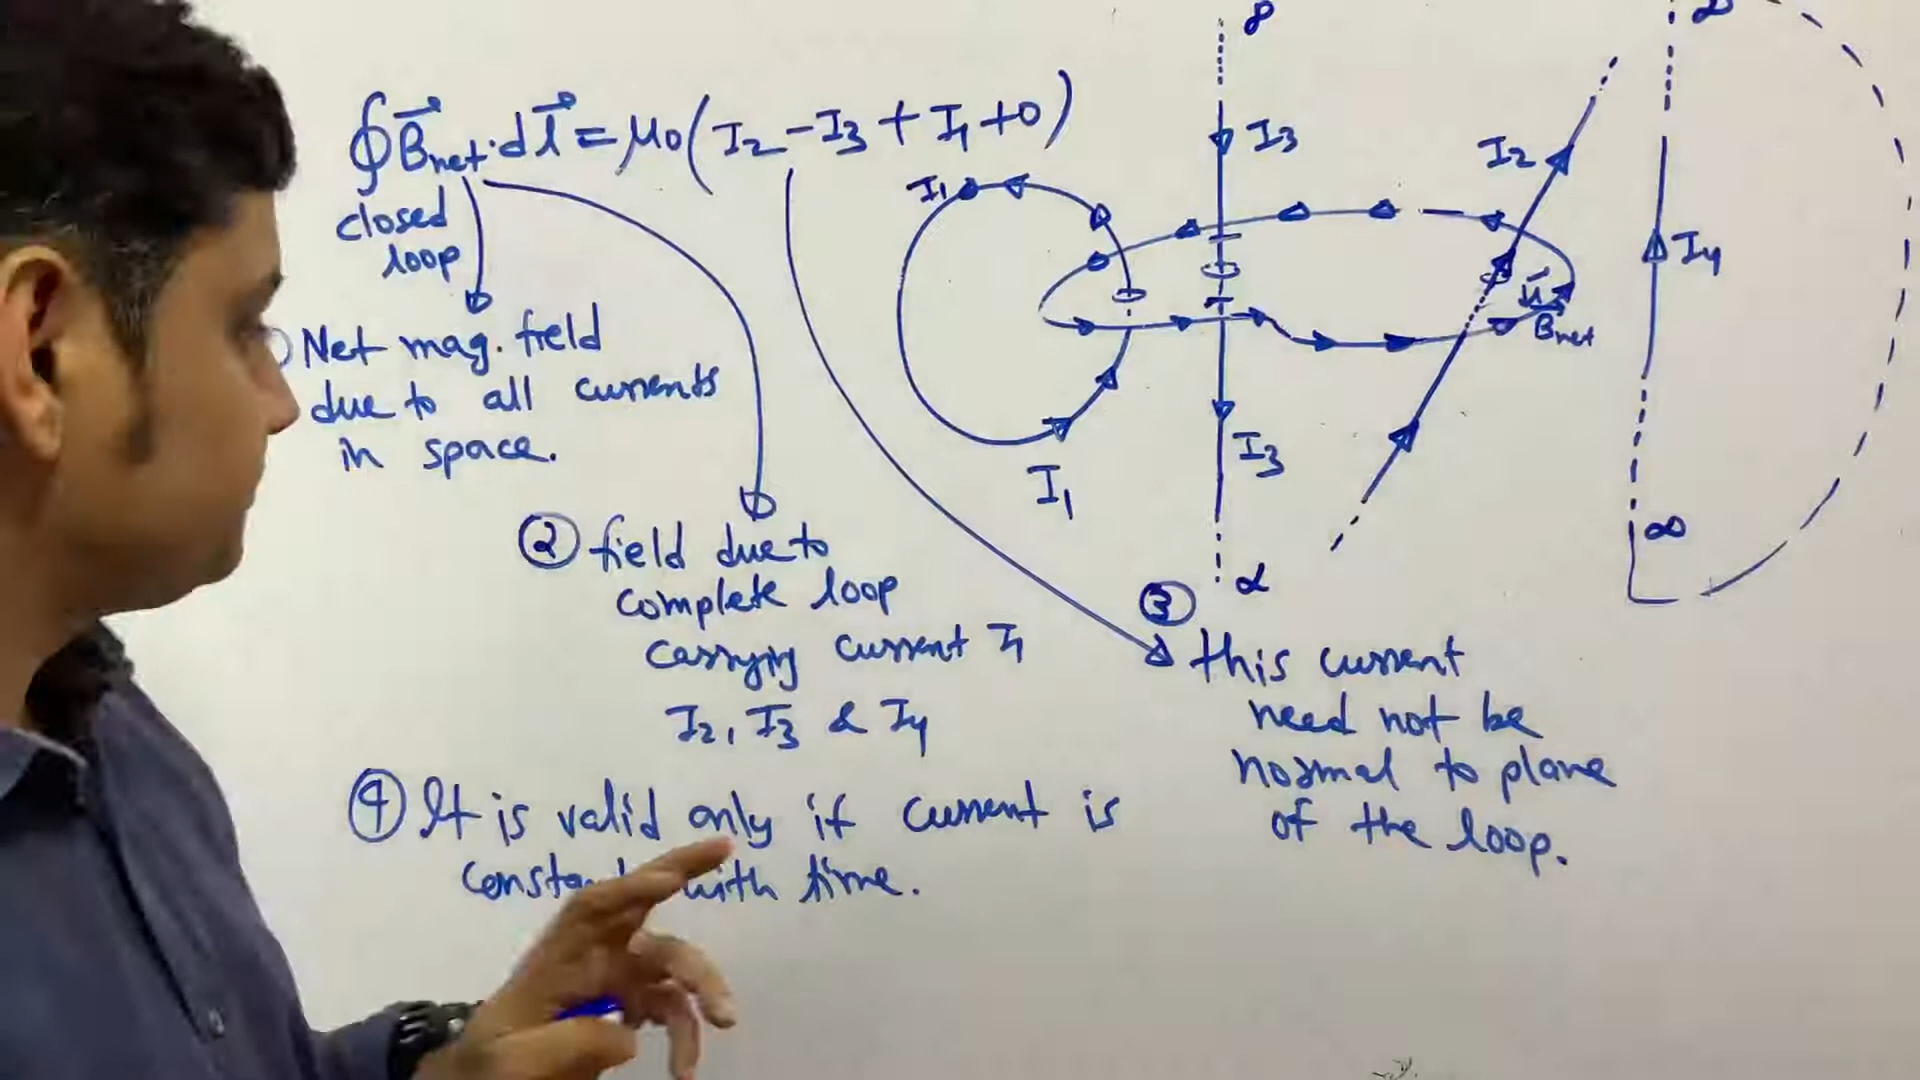 ∮B⃗net·dl⃗ = μ0(I2 - I3 + I1 + 0)
closed
loop
Net mag. field
due to all currents
in space.
② field due to
complete loop
carrying current I1
I2, I3 & I4
③
this current
need not be
normal to plane
of the loop.
④ It is valid only if current is
with time.
∞
I3
I2
I1
I4
B⃗net
I3
I1
∞
∞
∞